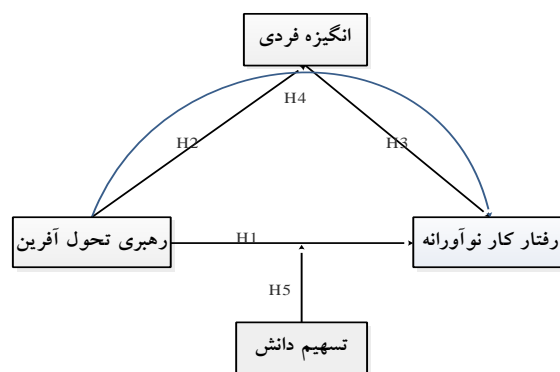 انگیزه فردی
H4
H2
H3
رهبری تحول آفرین
H1
رفتار کار نوآورانه
H5
تسهیم دانش